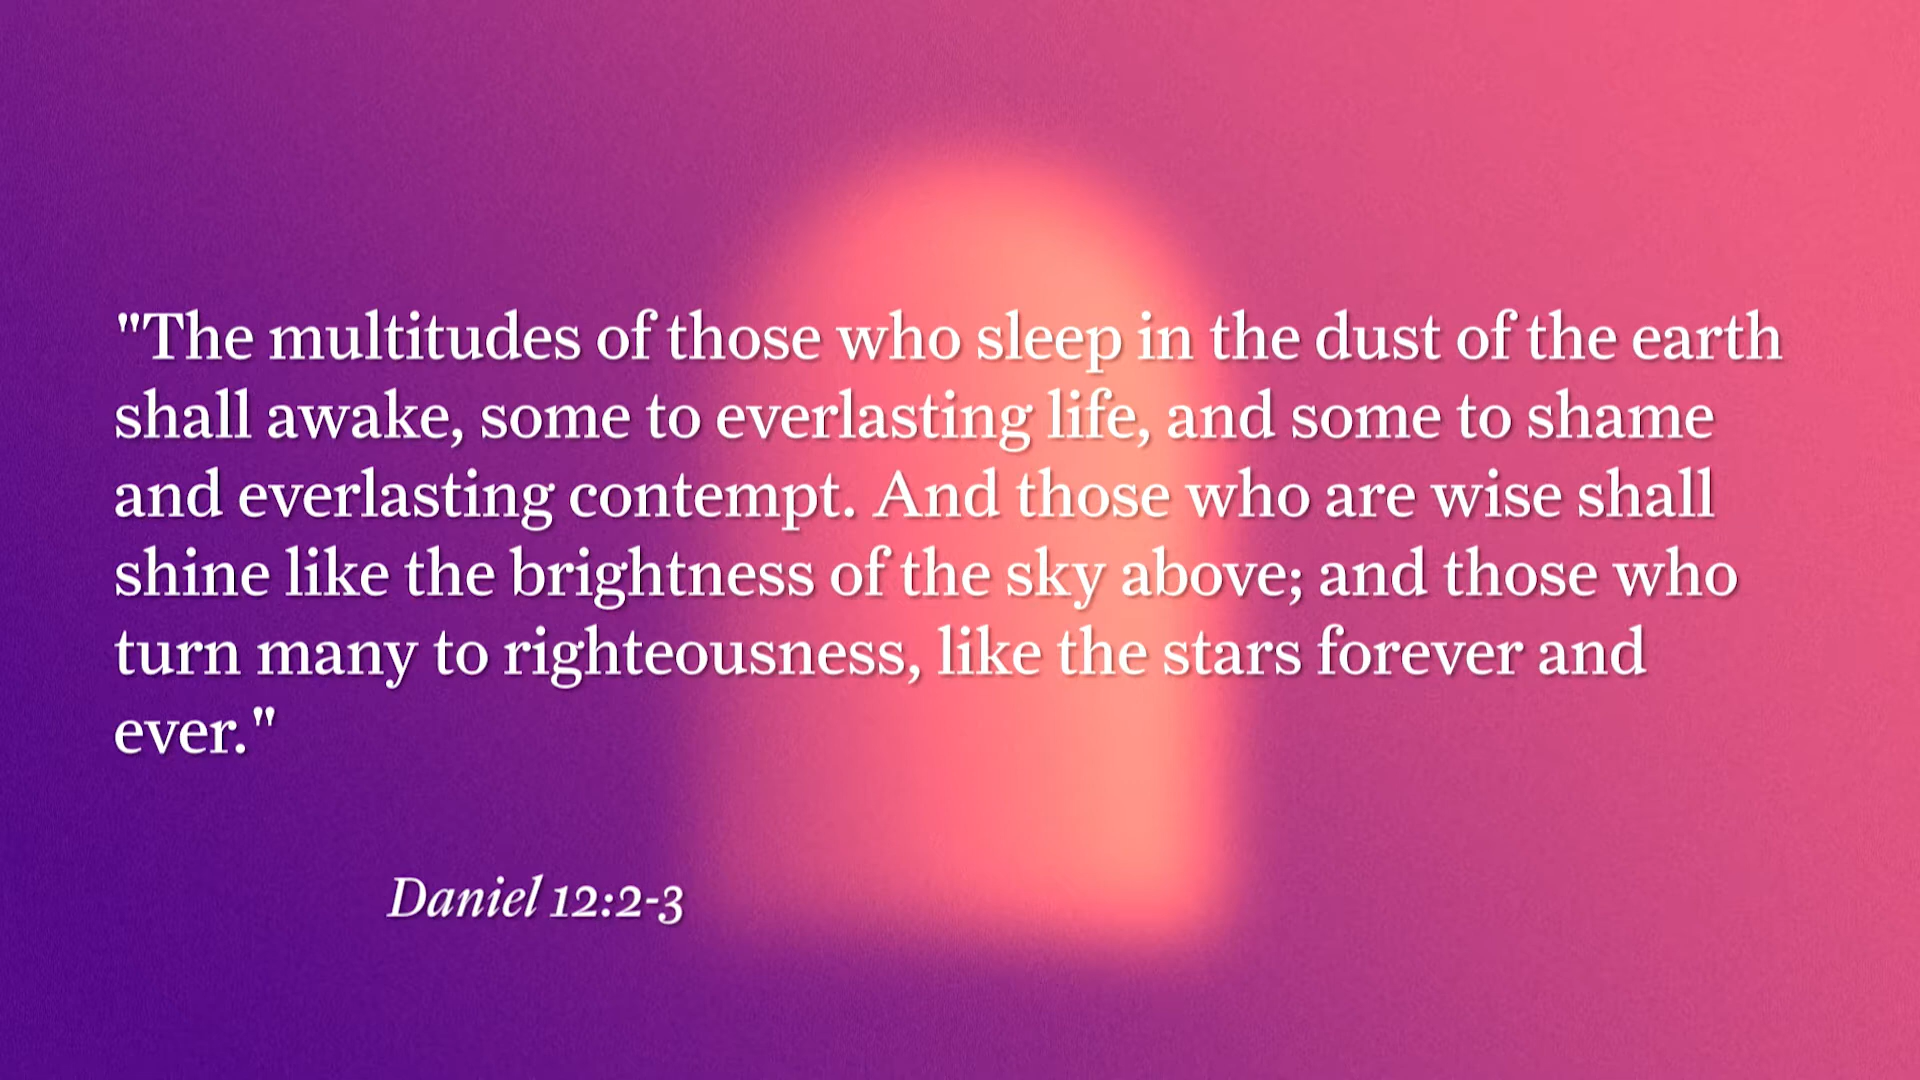 "The multitudes of those who sleep in the dust of the earth
shall awake, some to everlasting life, and some to shame
and everlasting contempt. And those who are wise shall
shine like the brightness of the sky above; and those who
turn many to righteousness, like the stars forever and
ever."
Daniel 12:2-3